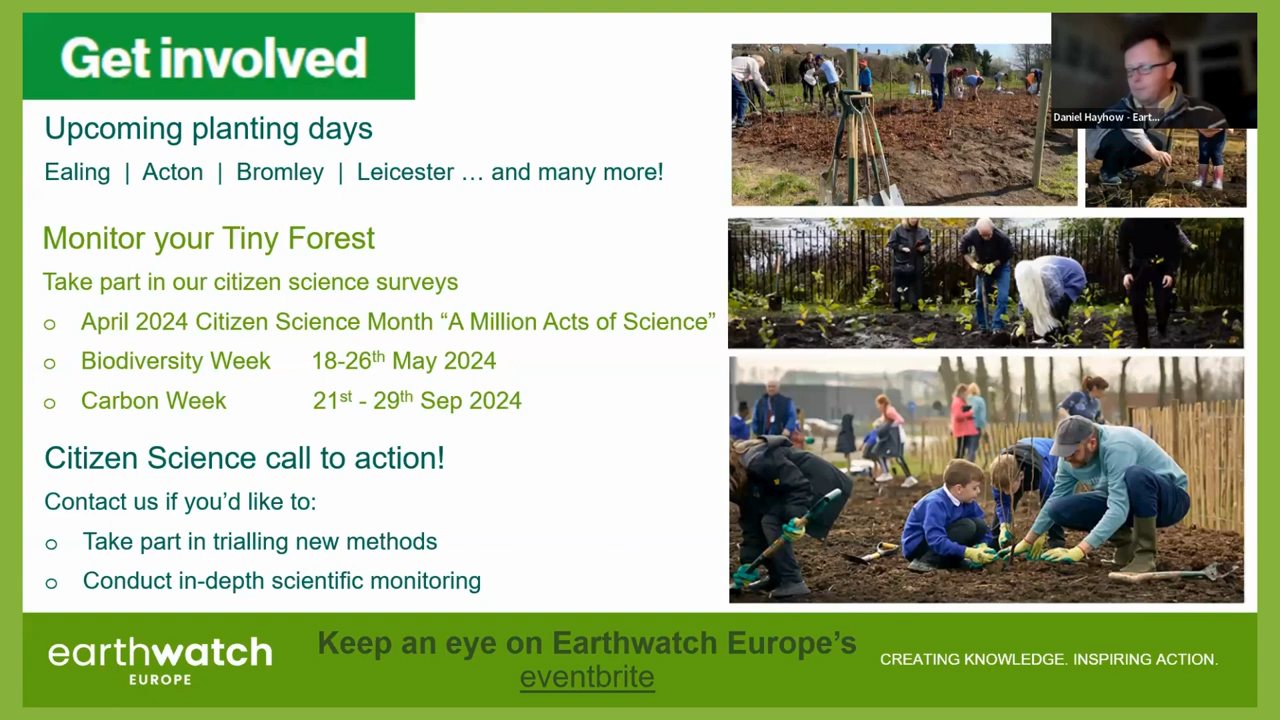 Get involved
Daniel Hayhow - Eart...
Upcoming planting days
Ealing | Acton | Bromley | Leicester … and many more!
Monitor your Tiny Forest
Take part in our citizen science surveys
o April 2024 Citizen Science Month “A Million Acts of Science”
o Biodiversity Week 18-26th May 2024
o Carbon Week 21st - 29th Sep 2024
Citizen Science call to action!
Contact us if you’d like to:
o Take part in trialling new methods
o Conduct in-depth scientific monitoring
earthwatch
EUROPE
Keep an eye on Earthwatch Europe’s
eventbrite
CREATING KNOWLEDGE. INSPIRING ACTION.